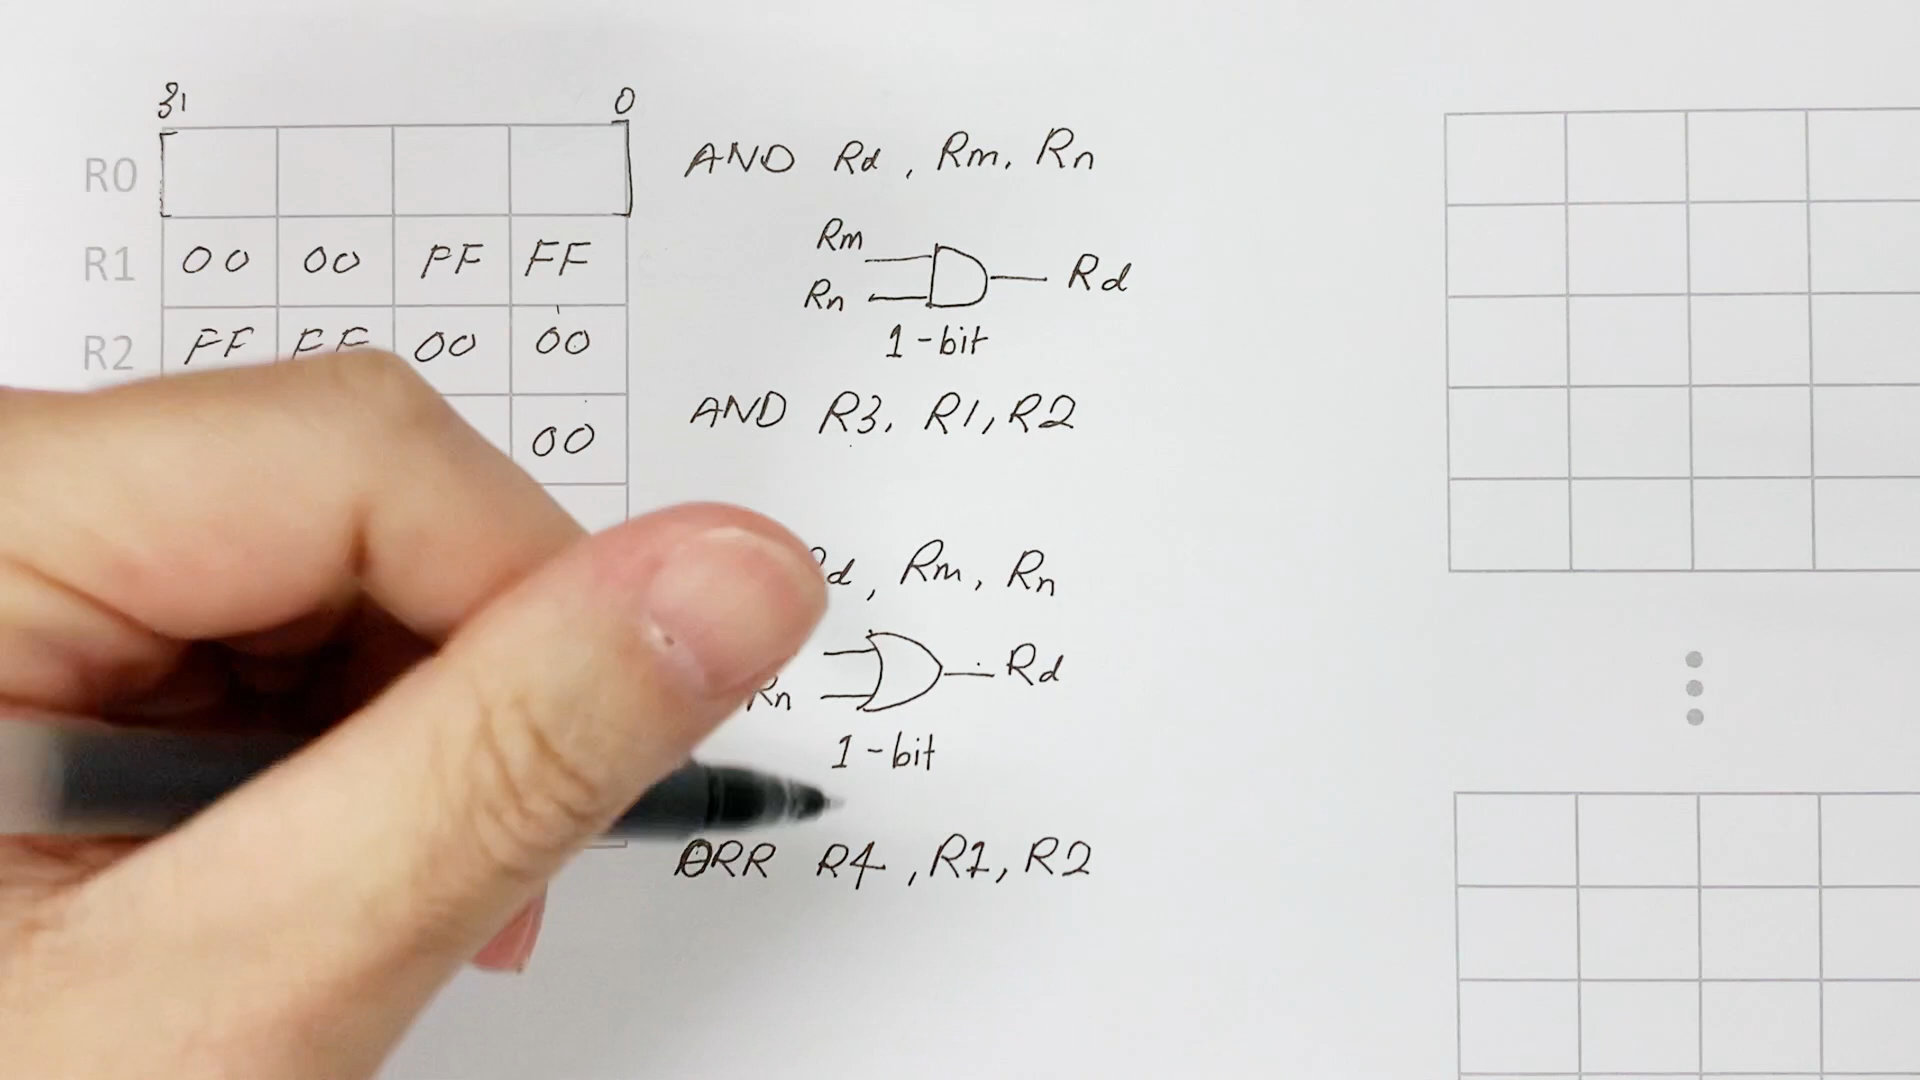 31 0
R0
R1 00 00 FF FF
R2 FF FF 00 00
00
AND Rd, Rm, Rn
Rm
Rn
Rd
1-bit
AND R3, R1, R2
Rm, Rn
Rn
Rd
1-bit
ORR R4, R1, R2